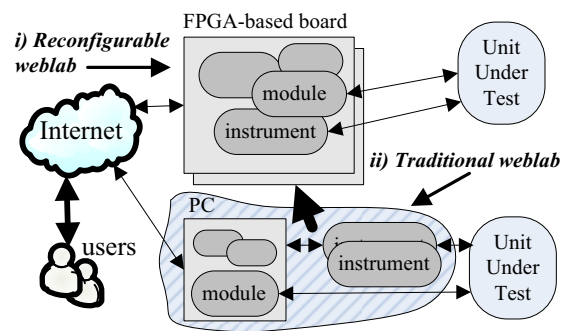 FPGA-based board
i) Reconfigurable
weblab
module
instrument
Unit
Under
Test
Internet
ii) Traditional weblab
PC
users
module
instrument
Unit
Under
Test